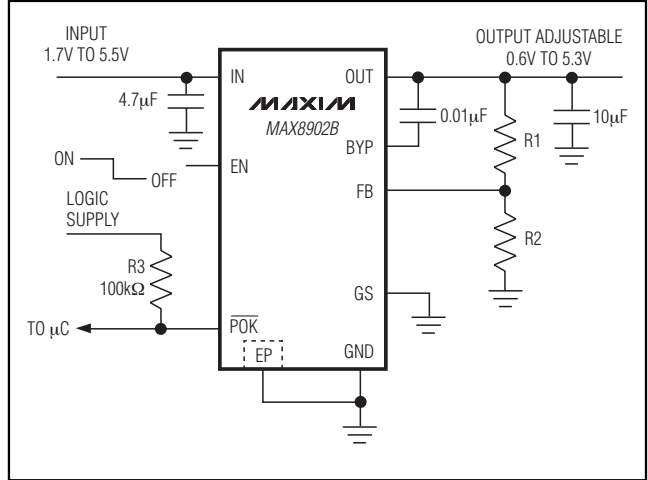 INPUT
1.7V TO 5.5V
OUTPUT ADJUSTABLE
0.6V TO 5.3V
IN
OUT
4.7μF
MAXIM
MAX8902B
0.01μF
10μF
R1
BYP
ON
OFF
EN
FB
LOGIC
SUPPLY
R2
R3
100kΩ
GS
TO μC
POK
EP
GND